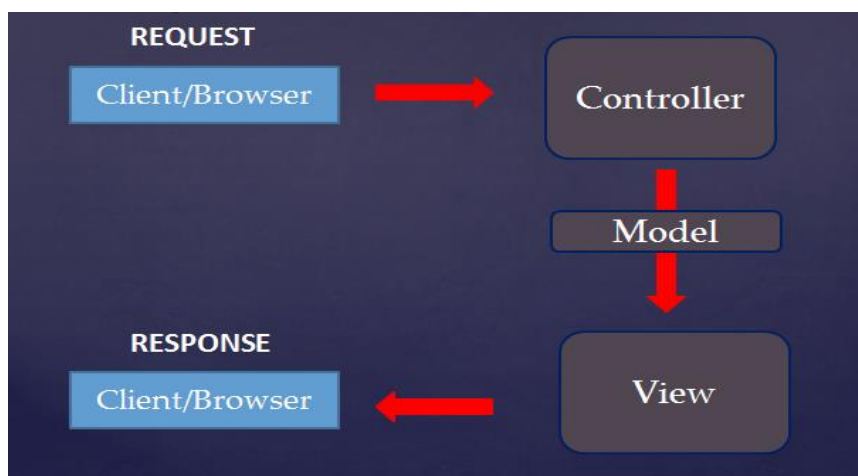 REQUEST
Client/Browser
Controller
Model
RESPONSE
Client/Browser
View